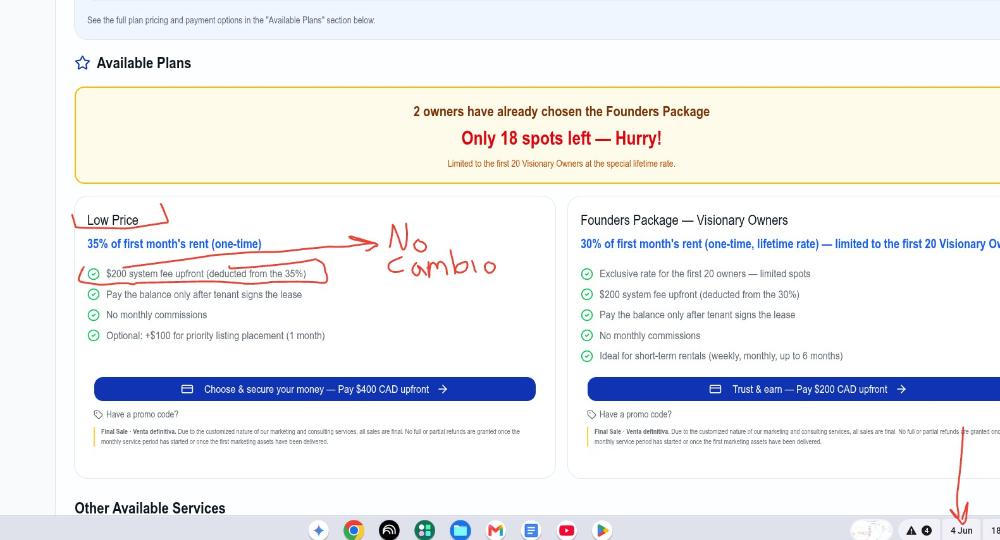 See the full plan pricing and payment options in the "Available Plans" section below.
Available Plans
2 owners have already chosen the Founders Package
Only 18 spots left — Hurry!
Limited to the first 20 Visionary Owners at the special lifetime rate.
Low Price
35% of first month's rent (one-time)
$200 system fee upfront (deducted from the 35%)
Pay the balance only after tenant signs the lease
No monthly commissions
Optional: +$100 for priority listing placement (1 month)
Choose & secure your money — Pay $400 CAD upfront
Have a promo code?
Final Sale · Venta definitiva. Due to the customized nature of our marketing and consulting services, all sales are final. No full or partial refunds are granted once the
monthly service period has started or once the first marketing assets have been delivered.
No
cambio
Founders Package — Visionary Owners
30% of first month's rent (one-time, lifetime rate) — limited to the first 20 Visionary
Exclusive rate for the first 20 owners — limited spots
$200 system fee upfront (deducted from the 30%)
Pay the balance only after tenant signs the lease
No monthly commissions
Ideal for short-term rentals (weekly, monthly, up to 6 months)
Trust & earn — Pay $200 CAD upfront
Have a promo code?
Final Sale · Venta definitiva. Due to the customized nature of our marketing and consulting services, all sales are final. No full or partial refunds are granted
monthly service period has started or once the first marketing assets have been delivered.
Other Available Services
4
4 Jun
18